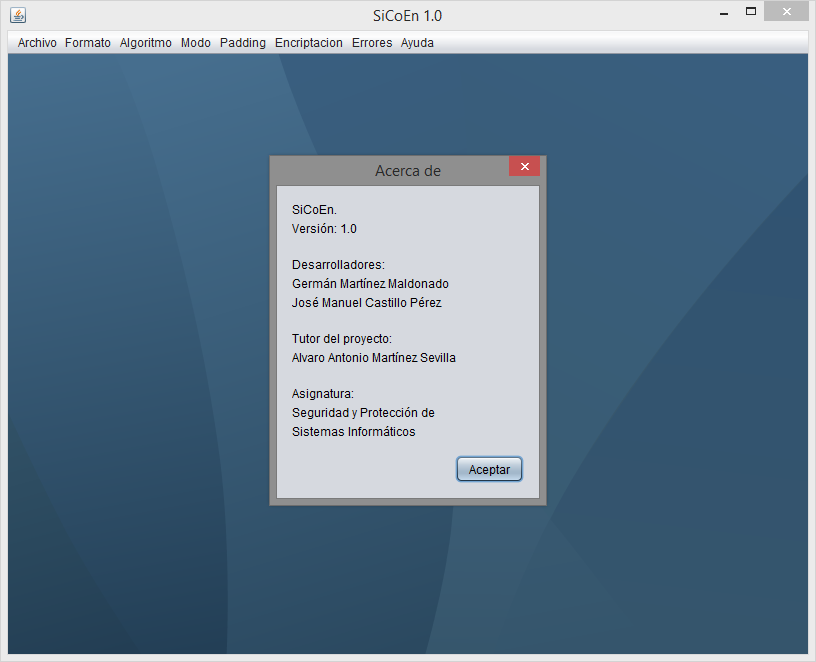 SiCoEn 1.0
Archivo Formato Algoritmo Modo Padding Encriptacion Errores Ayuda
Acerca de
SiCoEn.
Versión: 1.0
Desarrolladores:
Germán Martínez Maldonado
José Manuel Castillo Pérez
Tutor del proyecto:
Alvaro Antonio Martínez Sevilla
Asignatura:
Seguridad y Protección de
Sistemas Informáticos
Aceptar